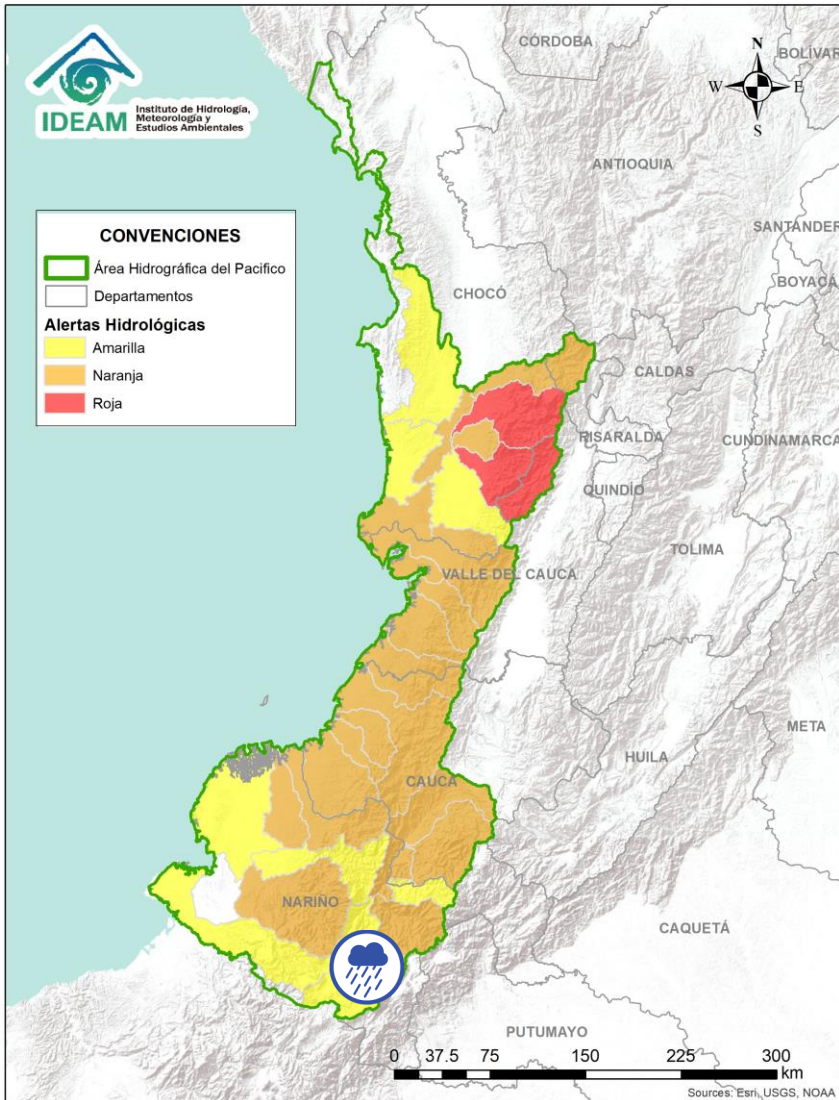 IDEAM
Instituto de Hidrología,
Meteorología y
Estudios Ambientales
CÓRDOBA
BOLÍVAR
N
W
E
S
ANTIOQUIA
SANTANDER
BOYACÁ
CONVENCIONES
Área Hidrográfica del Pacifico
Departamentos
Alertas Hidrológicas
Amarilla
Naranja
Roja
CHOCÓ
CALDAS
RISARALDA
CUNDINAMARCA
QUINDÍO
TOLIMA
VALLE DEL CAUCA
META
HUILA
CAUCA
NARIÑO
CAQUETÁ
PUTUMAYO
0 37.5 75 150 225 300
km
Sources: Esri, USGS, NOAA